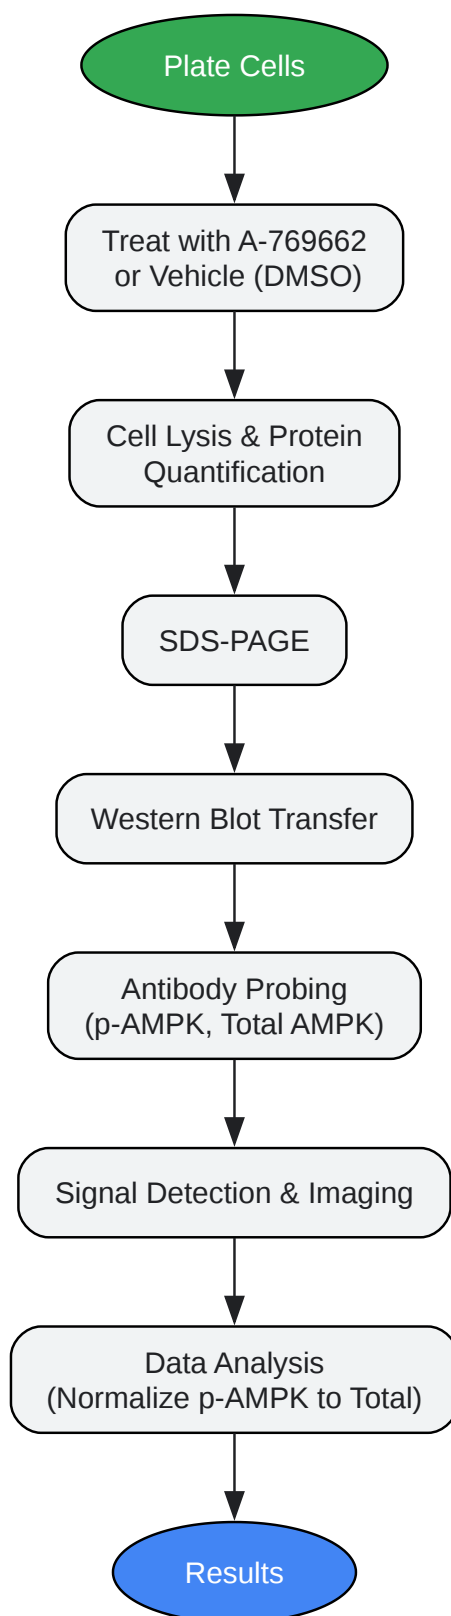 Plate Cells
Treat with A-769662
or Vehicle (DMSO)
Cell Lysis & Protein
Quantification
SDS-PAGE
Western Blot Transfer
Antibody Probing
(p-AMPK, Total AMPK)
Signal Detection & Imaging
Data Analysis
(Normalize p-AMPK to Total)
Results